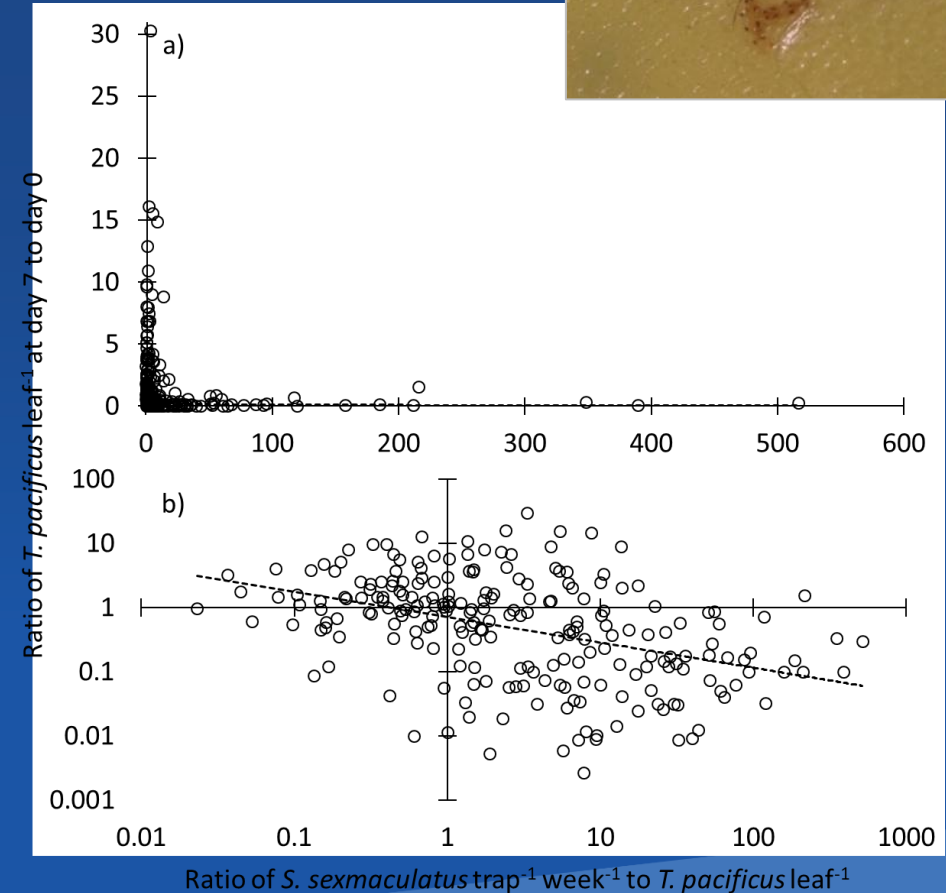 a)
30
25
20
15
10
5
0
0 100 200 300 400 500 600
b)
100
10
1
0.1
0.01
0.001
0.01 0.1 1 10 100 1000
Ratio of T. pacificus leaf⁻¹ at day 7 to day 0
Ratio of S. sexmaculatus trap⁻¹ week⁻¹ to T. pacificus leaf⁻¹